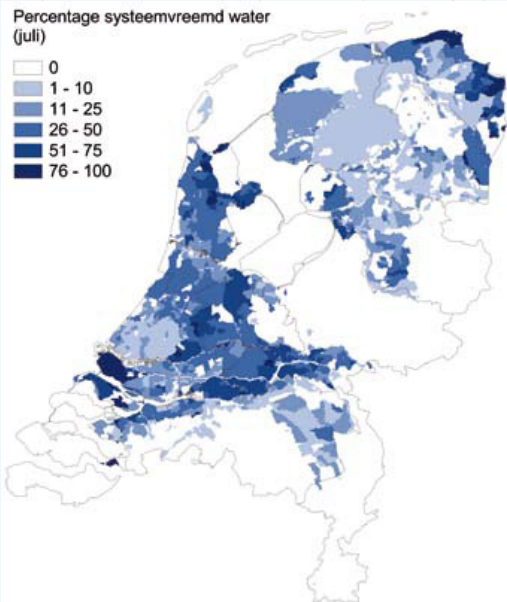 Percentage systeemvreemd water
(juli)
0
1 - 10
11 - 25
26 - 50
51 - 75
76 - 100